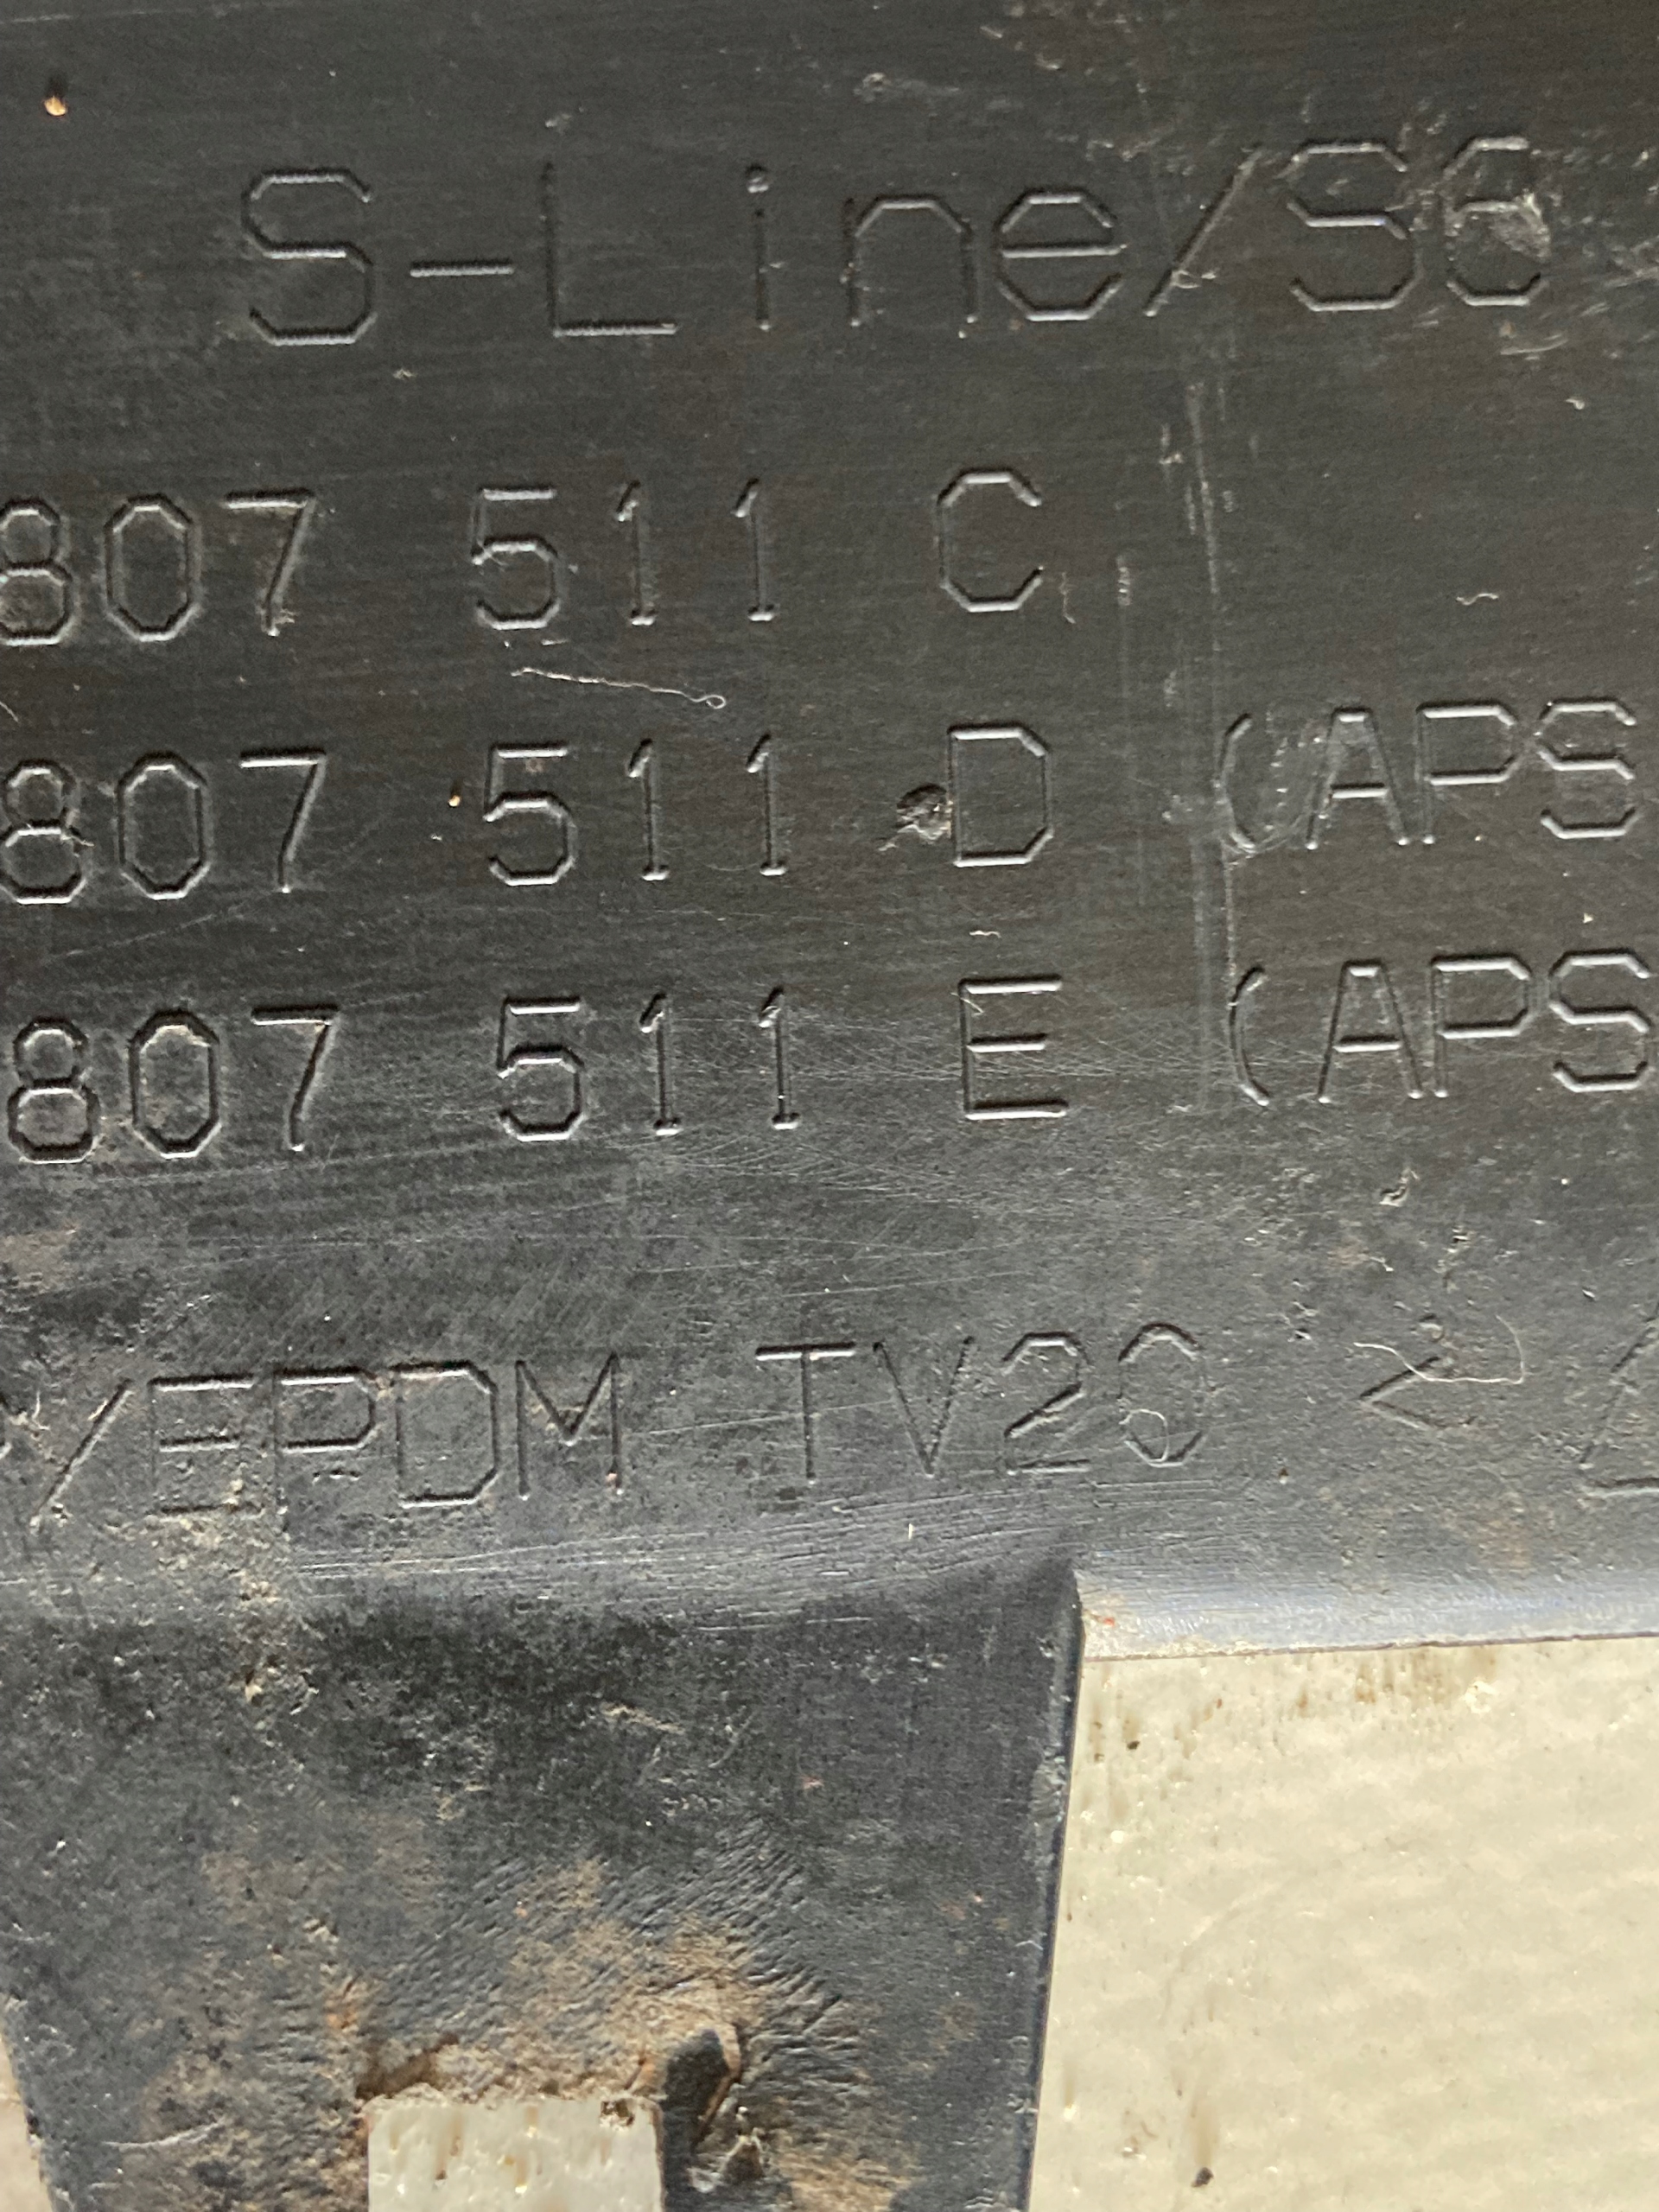 S-Line/S6
807 511 C
807 511 D (APS
807 511 E (APS
/EPDM TV20 <